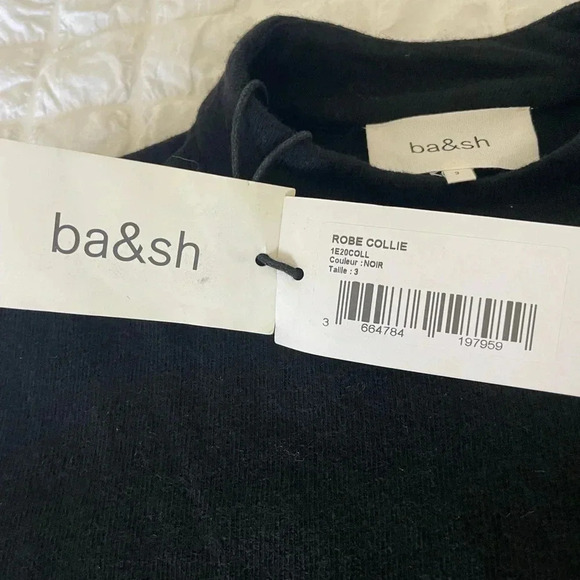 ba&sh
ba&sh
ROBE COLLIE
1E20COLL
Couleur : NOIR
Taille : 3
3 664784 197959